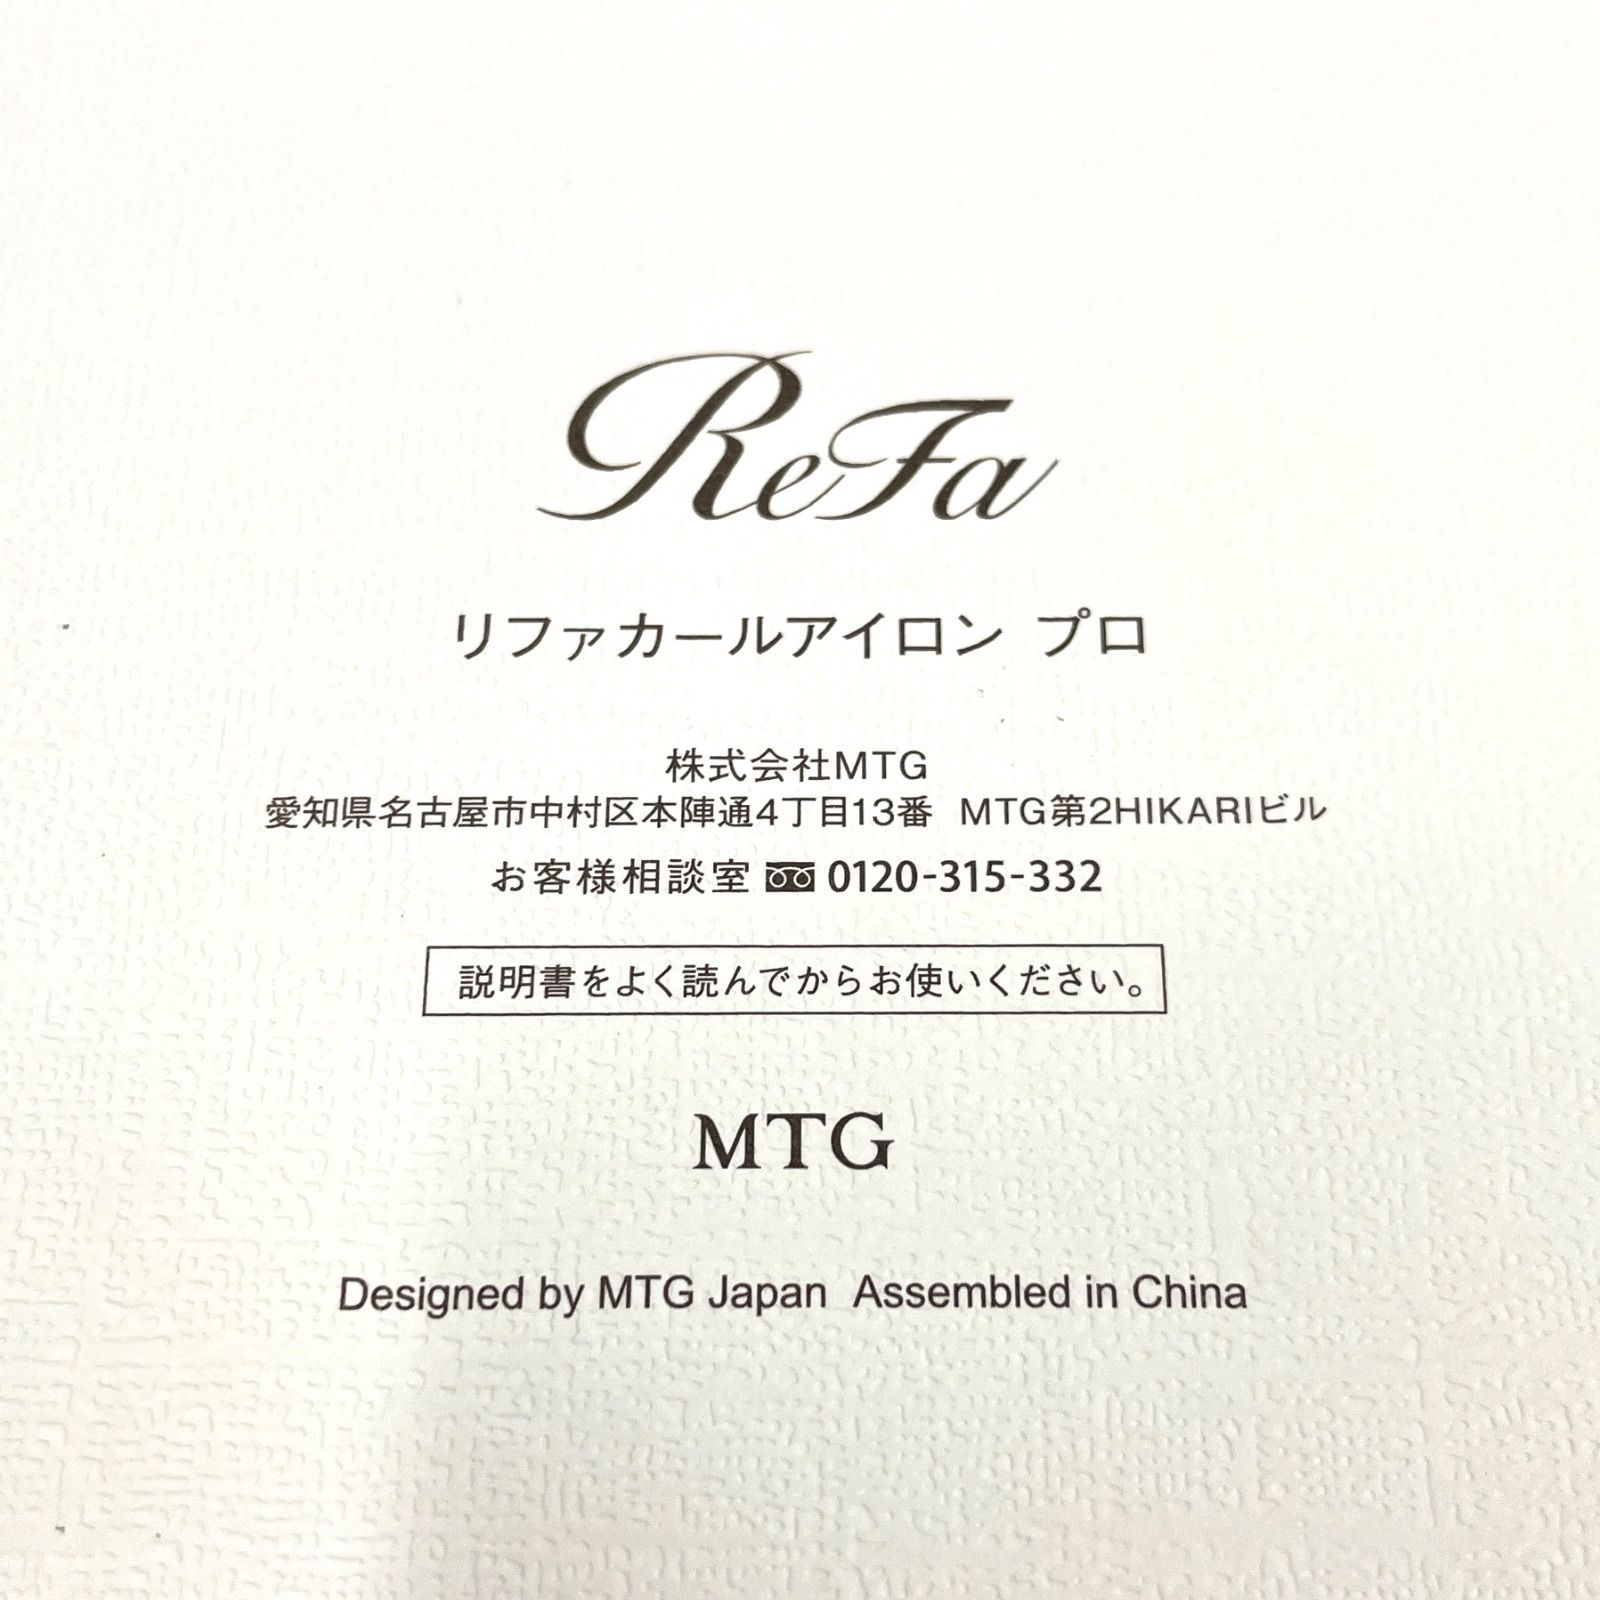 ReFa
リファカールアイロン プロ
株式会社MTG
愛知県名古屋市中村区本陣通4丁目13番 MTG第2HIKARIビル
お客様相談室 0120-315-332
説明書をよく読んでからお使いください。
MTG
Designed by MTG Japan Assembled in China